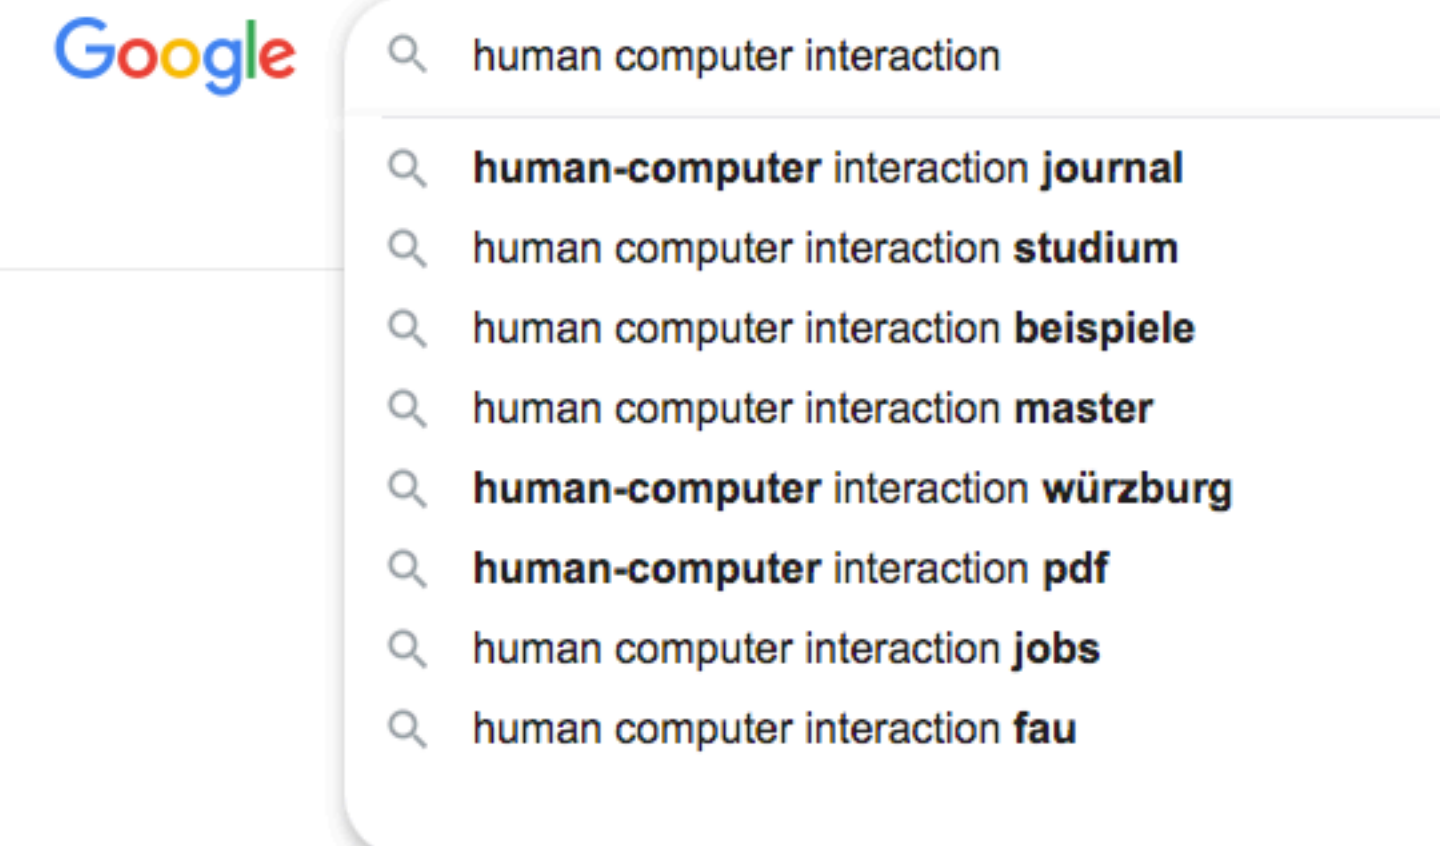 Google
human computer interaction
human-computer interaction journal
human computer interaction studium
human computer interaction beispiele
human computer interaction master
human-computer interaction würzburg
human-computer interaction pdf
human computer interaction jobs
human computer interaction fau